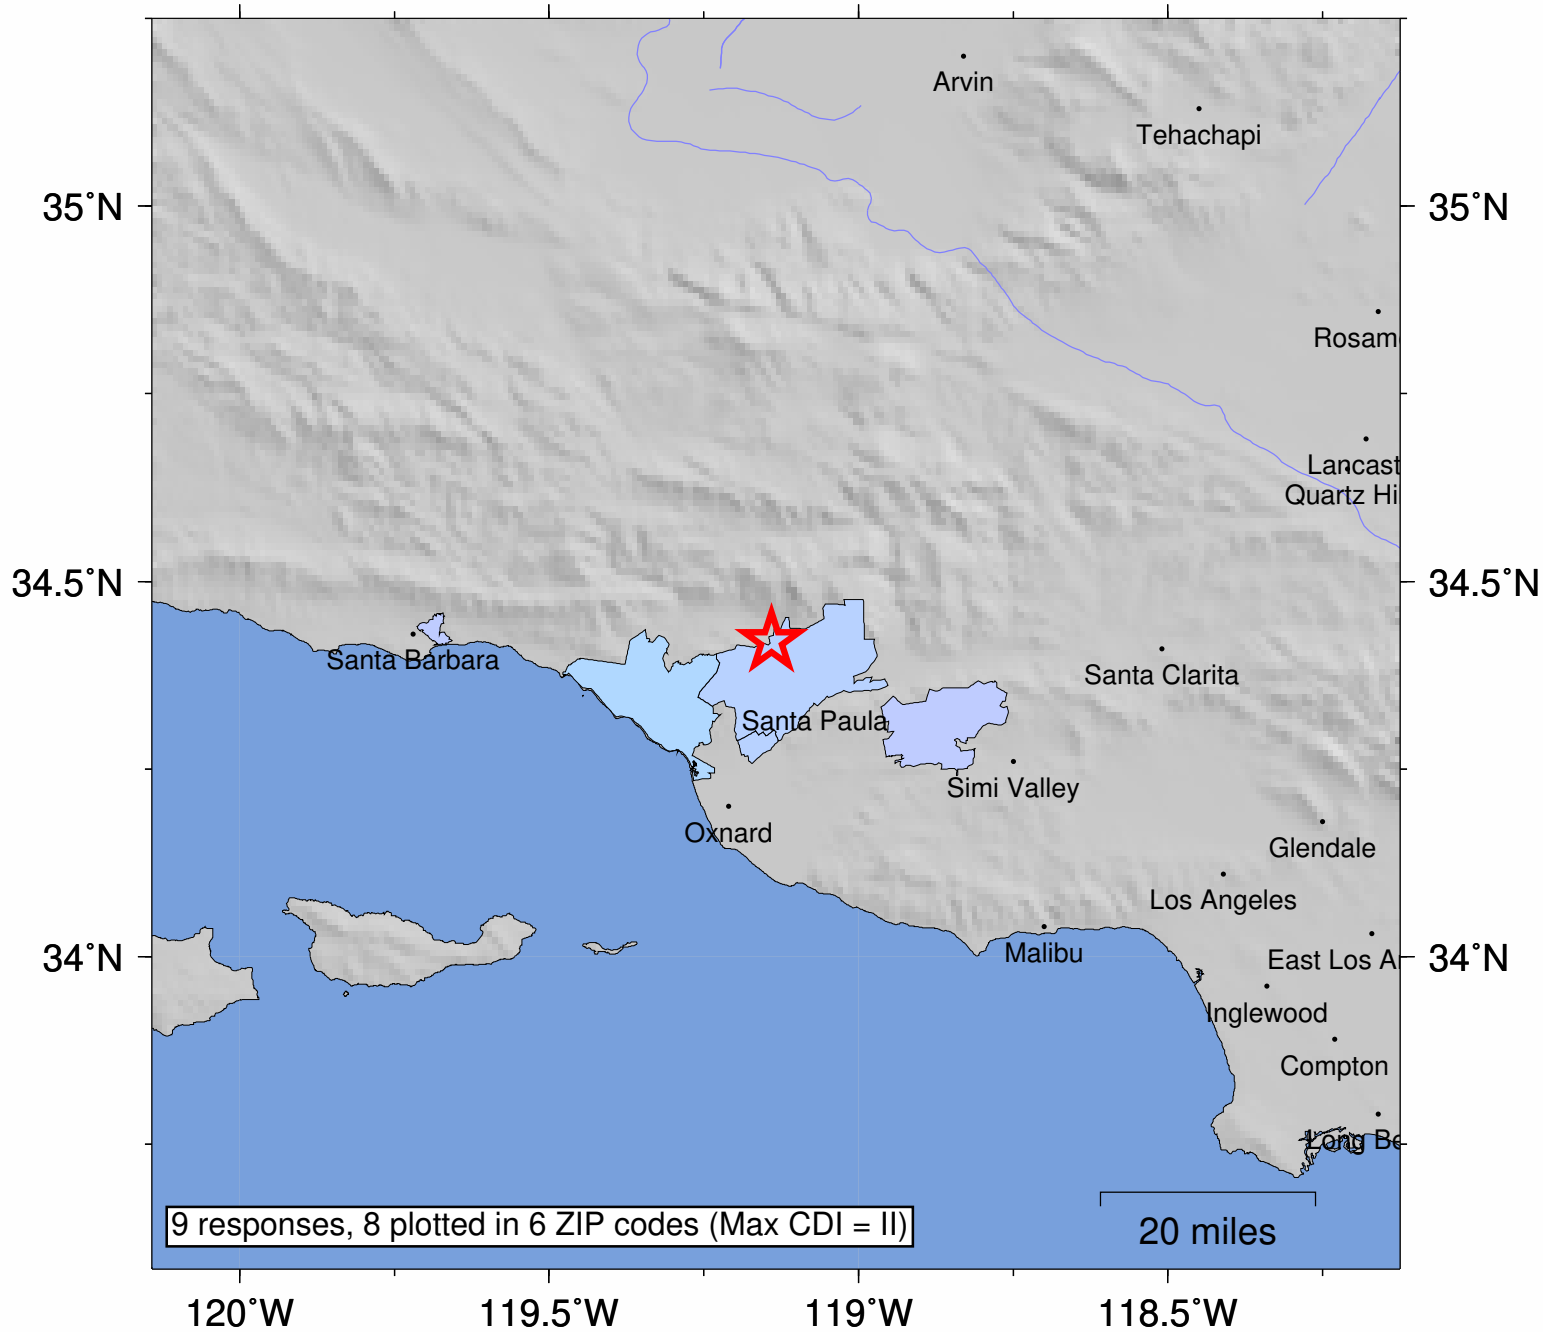 Arvin
Tehachapi
35°N
35°N
Rosam
Lancast
Quartz Hi
34.5°N
34.5°N
Santa Barbara
Santa Clarita
Santa Paula
Simi Valley
Oxnard
Glendale
Los Angeles
34°N
Malibu
East Los A
34°N
Inglewood
Compton
Long Be
9 responses, 8 plotted in 6 ZIP codes (Max CDI = II)
20 miles
120°W
119.5°W
119°W
118.5°W